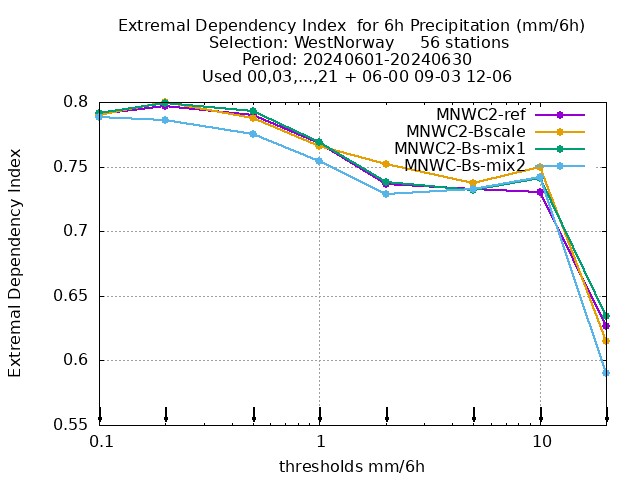 Extremal Dependency Index  for 6h Precipitation (mm/6h)
Selection: WestNorway     56 stations
Period: 20240601-20240630
Used 00,03,...,21 + 06-00 09-03 12-06
MNWC2-ref
MNWC2-Bscale
MNWC2-Bs-mix1
MNWC-Bs-mix2
Extremal Dependency Index
0.8
0.75
0.7
0.65
0.6
0.55
0.1 1 10
thresholds mm/6h